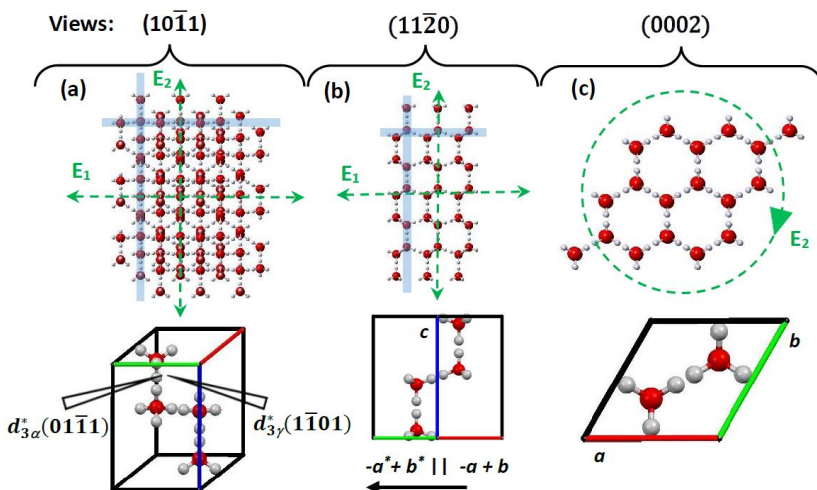 Views: (101̅1) (112̅0) (0002)
(a) E₂ (b) E₂ (c)
E₁ E₁ E₂
c b
d*₃α(011̅1) d*₃γ(11̅01) a
-a* + b* || -a + b